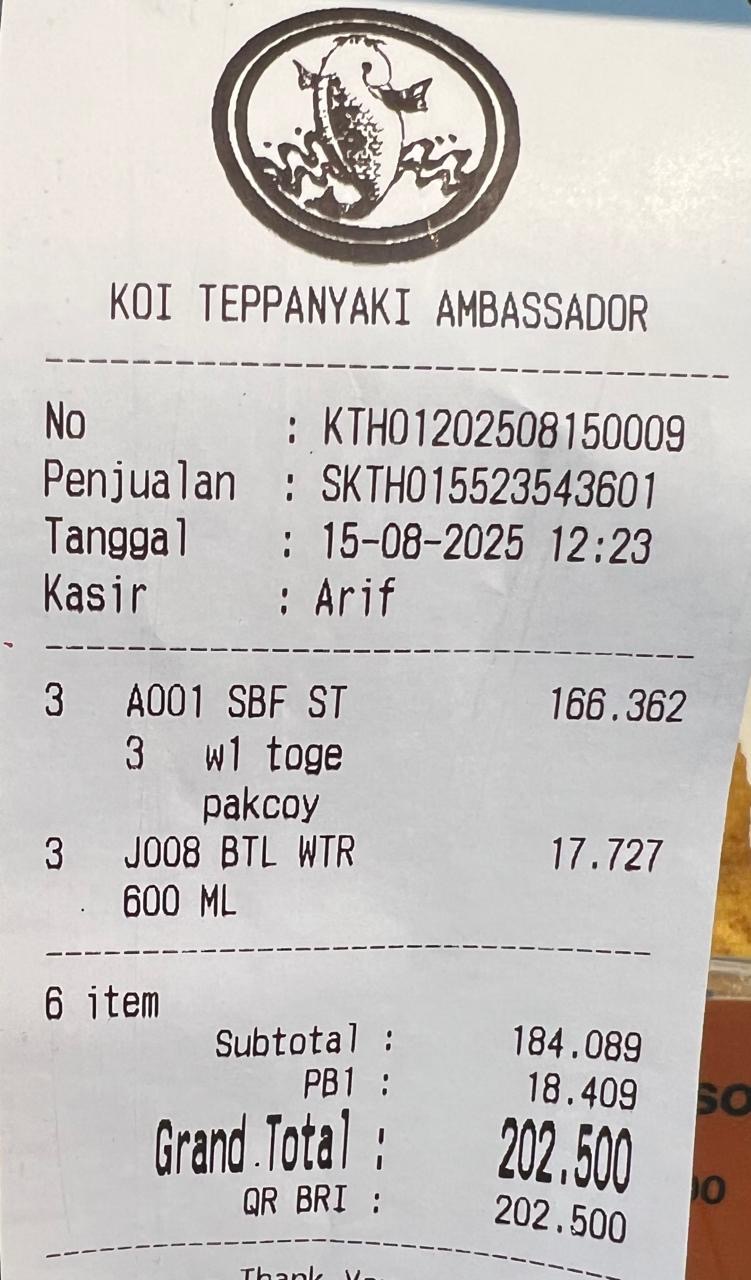 KOI TEPPANYAKI AMBASSADOR
No : KTH01202508150009
Penjualan : SKTH015523543601
Tanggal : 15-08-2025 12:23
Kasir : Arif
3 A001 SBF ST 166.362
3 w1 toge
pakcoy
3 J008 BTL WTR 17.727
600 ML
6 item
Subtotal : 184.089
PB1 : 18.409
Grand Total : 202.500
QR BRI : 202.500
Thank